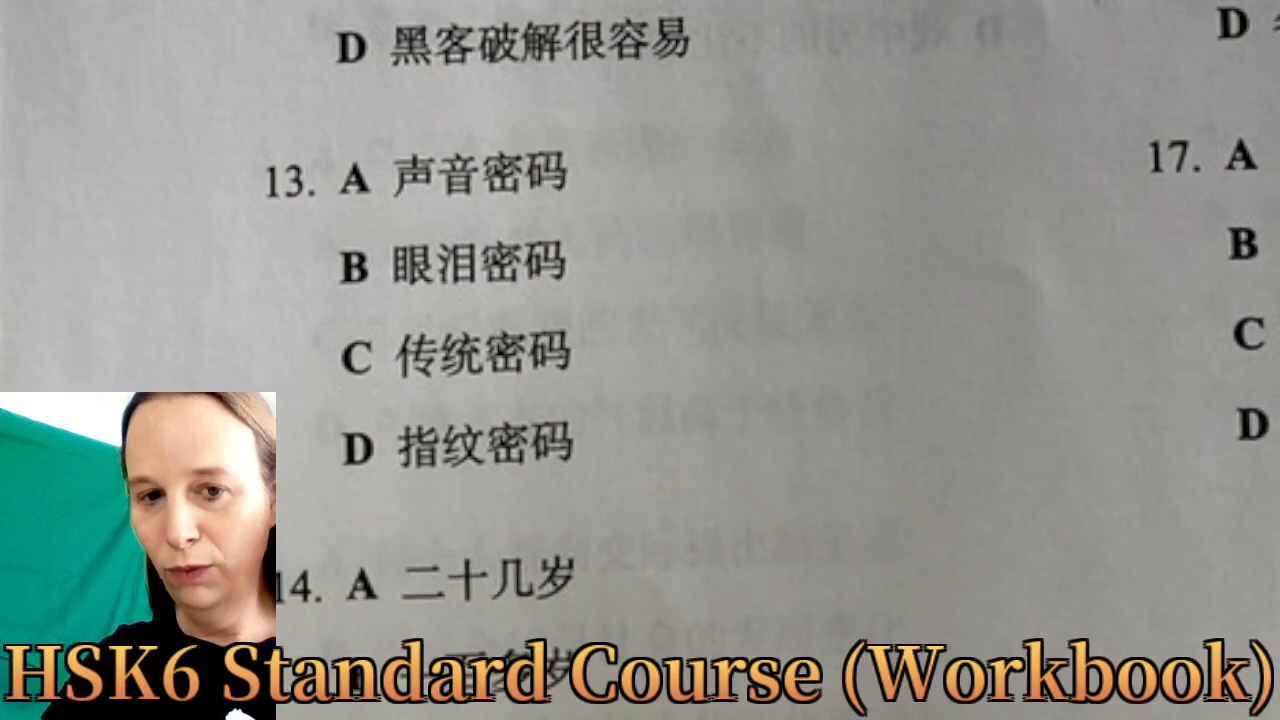 D 黑客破解很容易
13. A 声音密码
B 眼泪密码
C 传统密码
D 指纹密码
14. A 二十几岁
D
17. A
B
C
D
HSK6 Standard Course (Workbook)